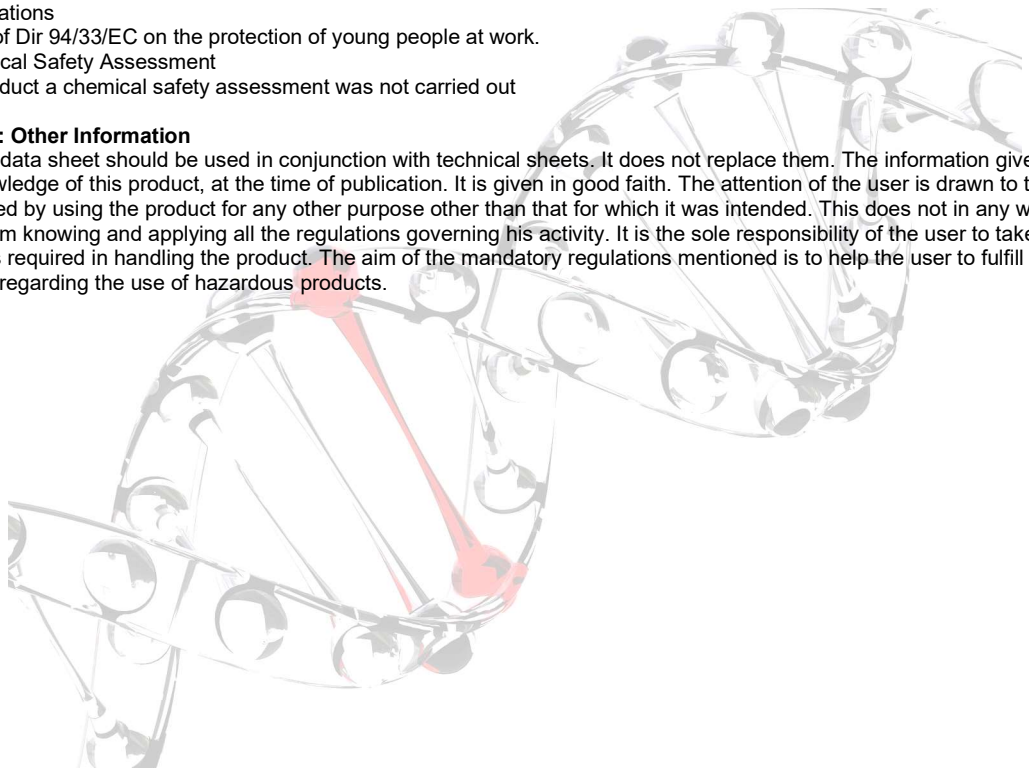 ations
of Dir 94/33/EC on the protection of young people at work.
cal Safety Assessment
duct a chemical safety assessment was not carried out
: Other Information
data sheet should be used in conjunction with technical sheets. It does not replace them. The information give
wledge of this product, at the time of publication. It is given in good faith. The attention of the user is drawn to t
ed by using the product for any other purpose other than that for which it was intended. This does not in any w
m knowing and applying all the regulations governing his activity. It is the sole responsibility of the user to take
s required in handling the product. The aim of the mandatory regulations mentioned is to help the user to fulfill
regarding the use of hazardous products.